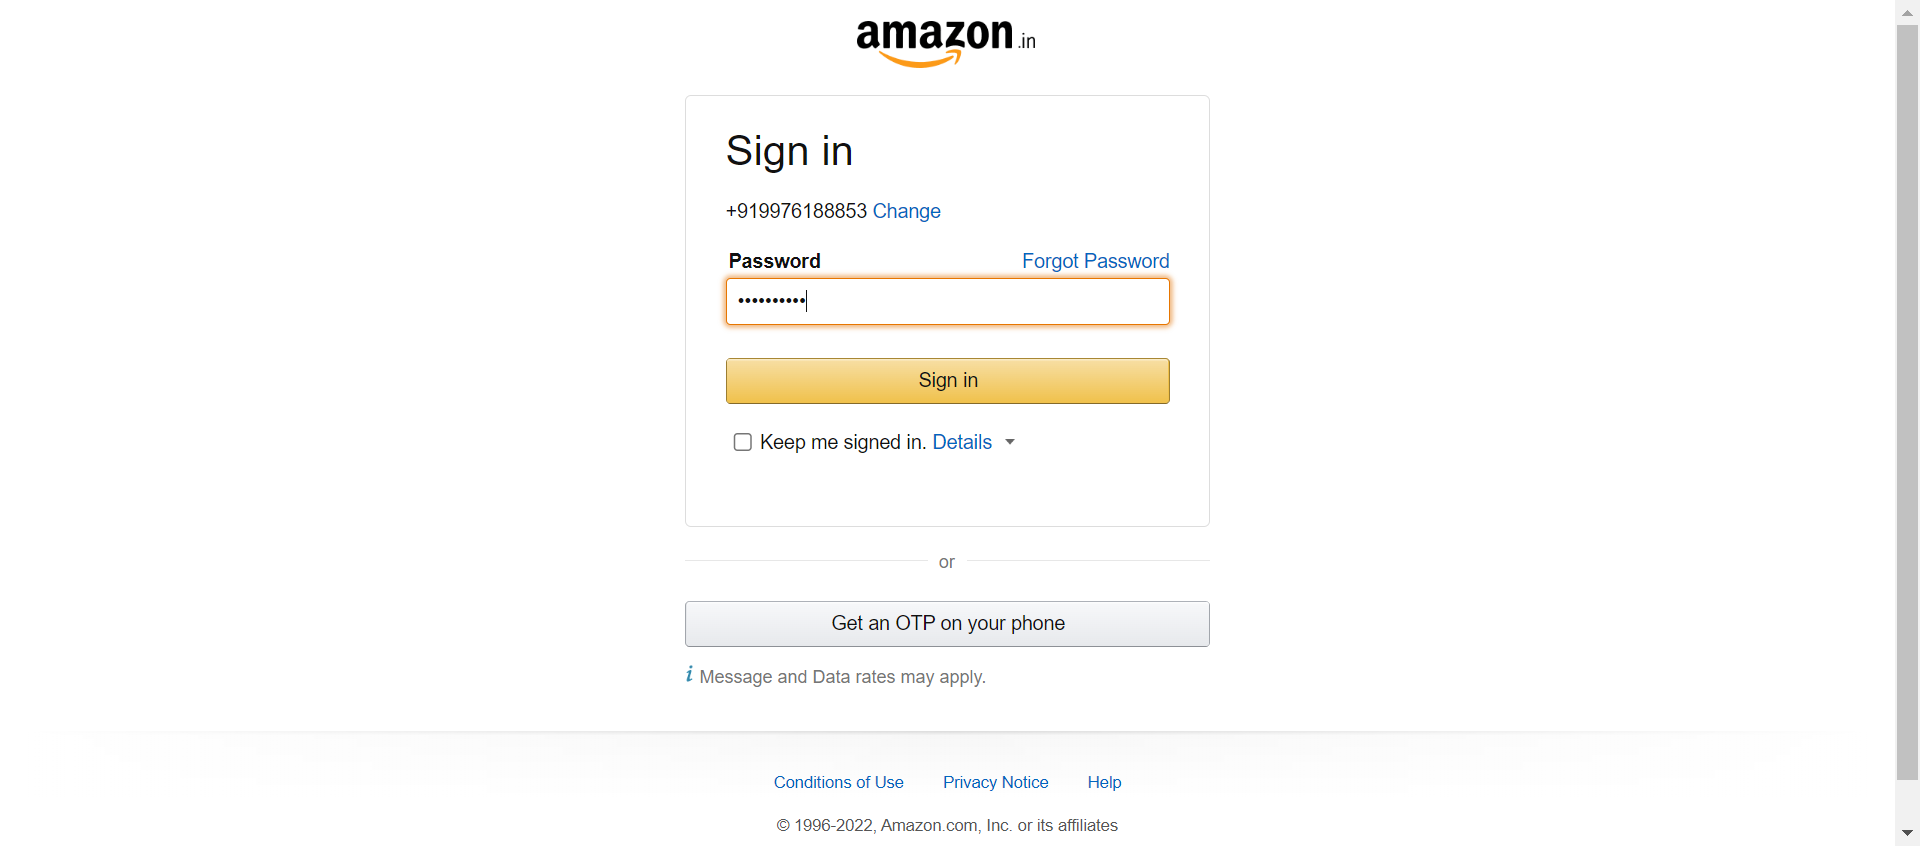 amazon.in
Sign in
+919976188853 Change
Password Forgot Password
••••••••••
Sign in
Keep me signed in. Details
or
Get an OTP on your phone
i Message and Data rates may apply.
Conditions of Use Privacy Notice Help
© 1996-2022, Amazon.com, Inc. or its affiliates